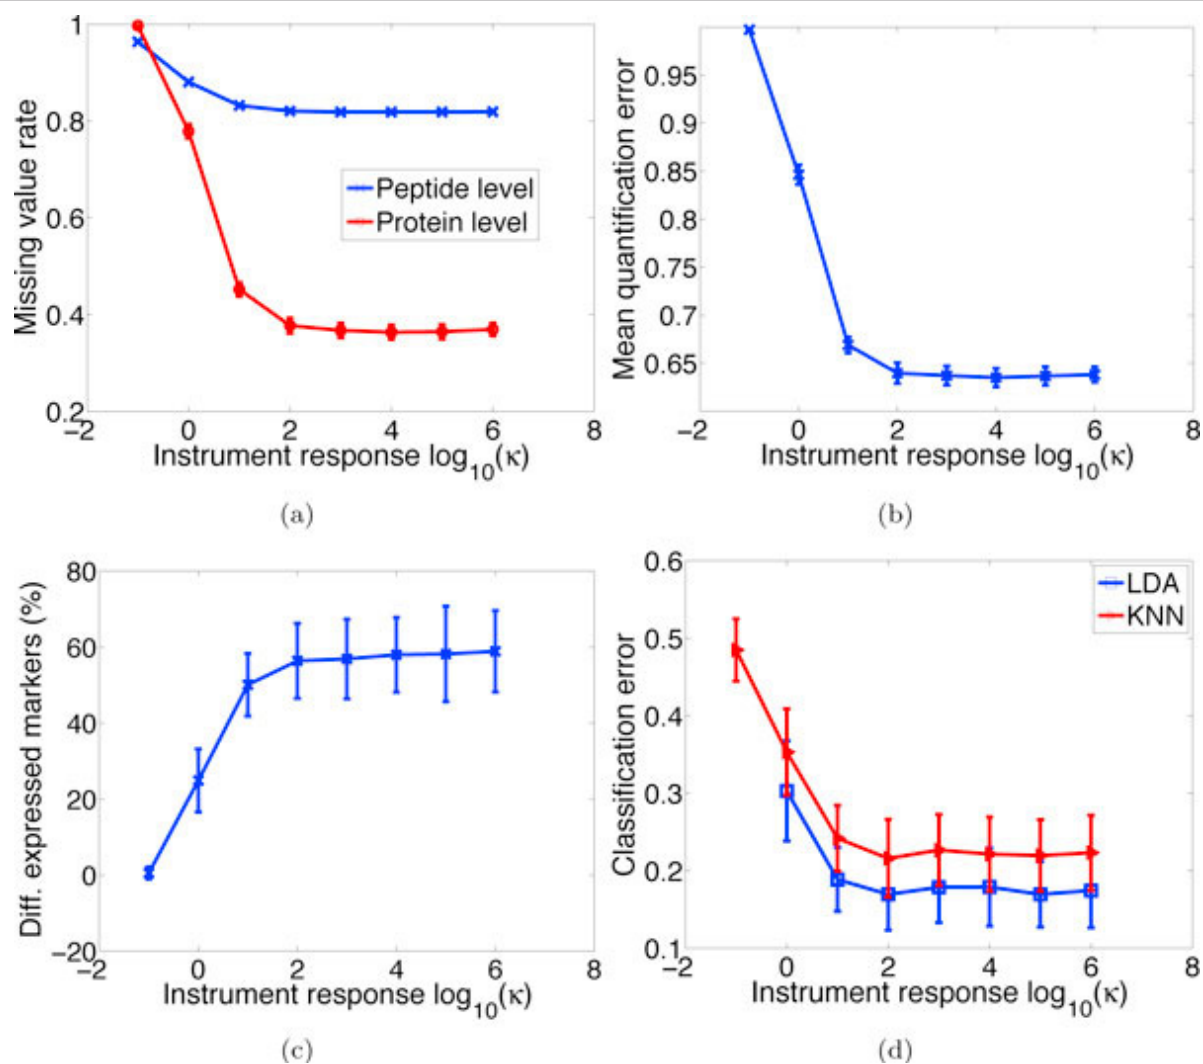 1
0.8
0.6
0.4
0.2
Missing value rate
Peptide level
Protein level
−2 0 2 4 6 8
Instrument response log10(κ)
(a)
0.95
0.9
0.85
0.8
0.75
0.7
0.65
Mean quantification error
−2 0 2 4 6 8
Instrument response log10(κ)
(b)
80
60
40
20
0
−20
Diff. expressed markers (%)
−2 0 2 4 6 8
Instrument response log10(κ)
(c)
0.6
0.5
0.4
0.3
0.2
0.1
Classification error
LDA
KNN
−2 0 2 4 6 8
Instrument response log10(κ)
(d)